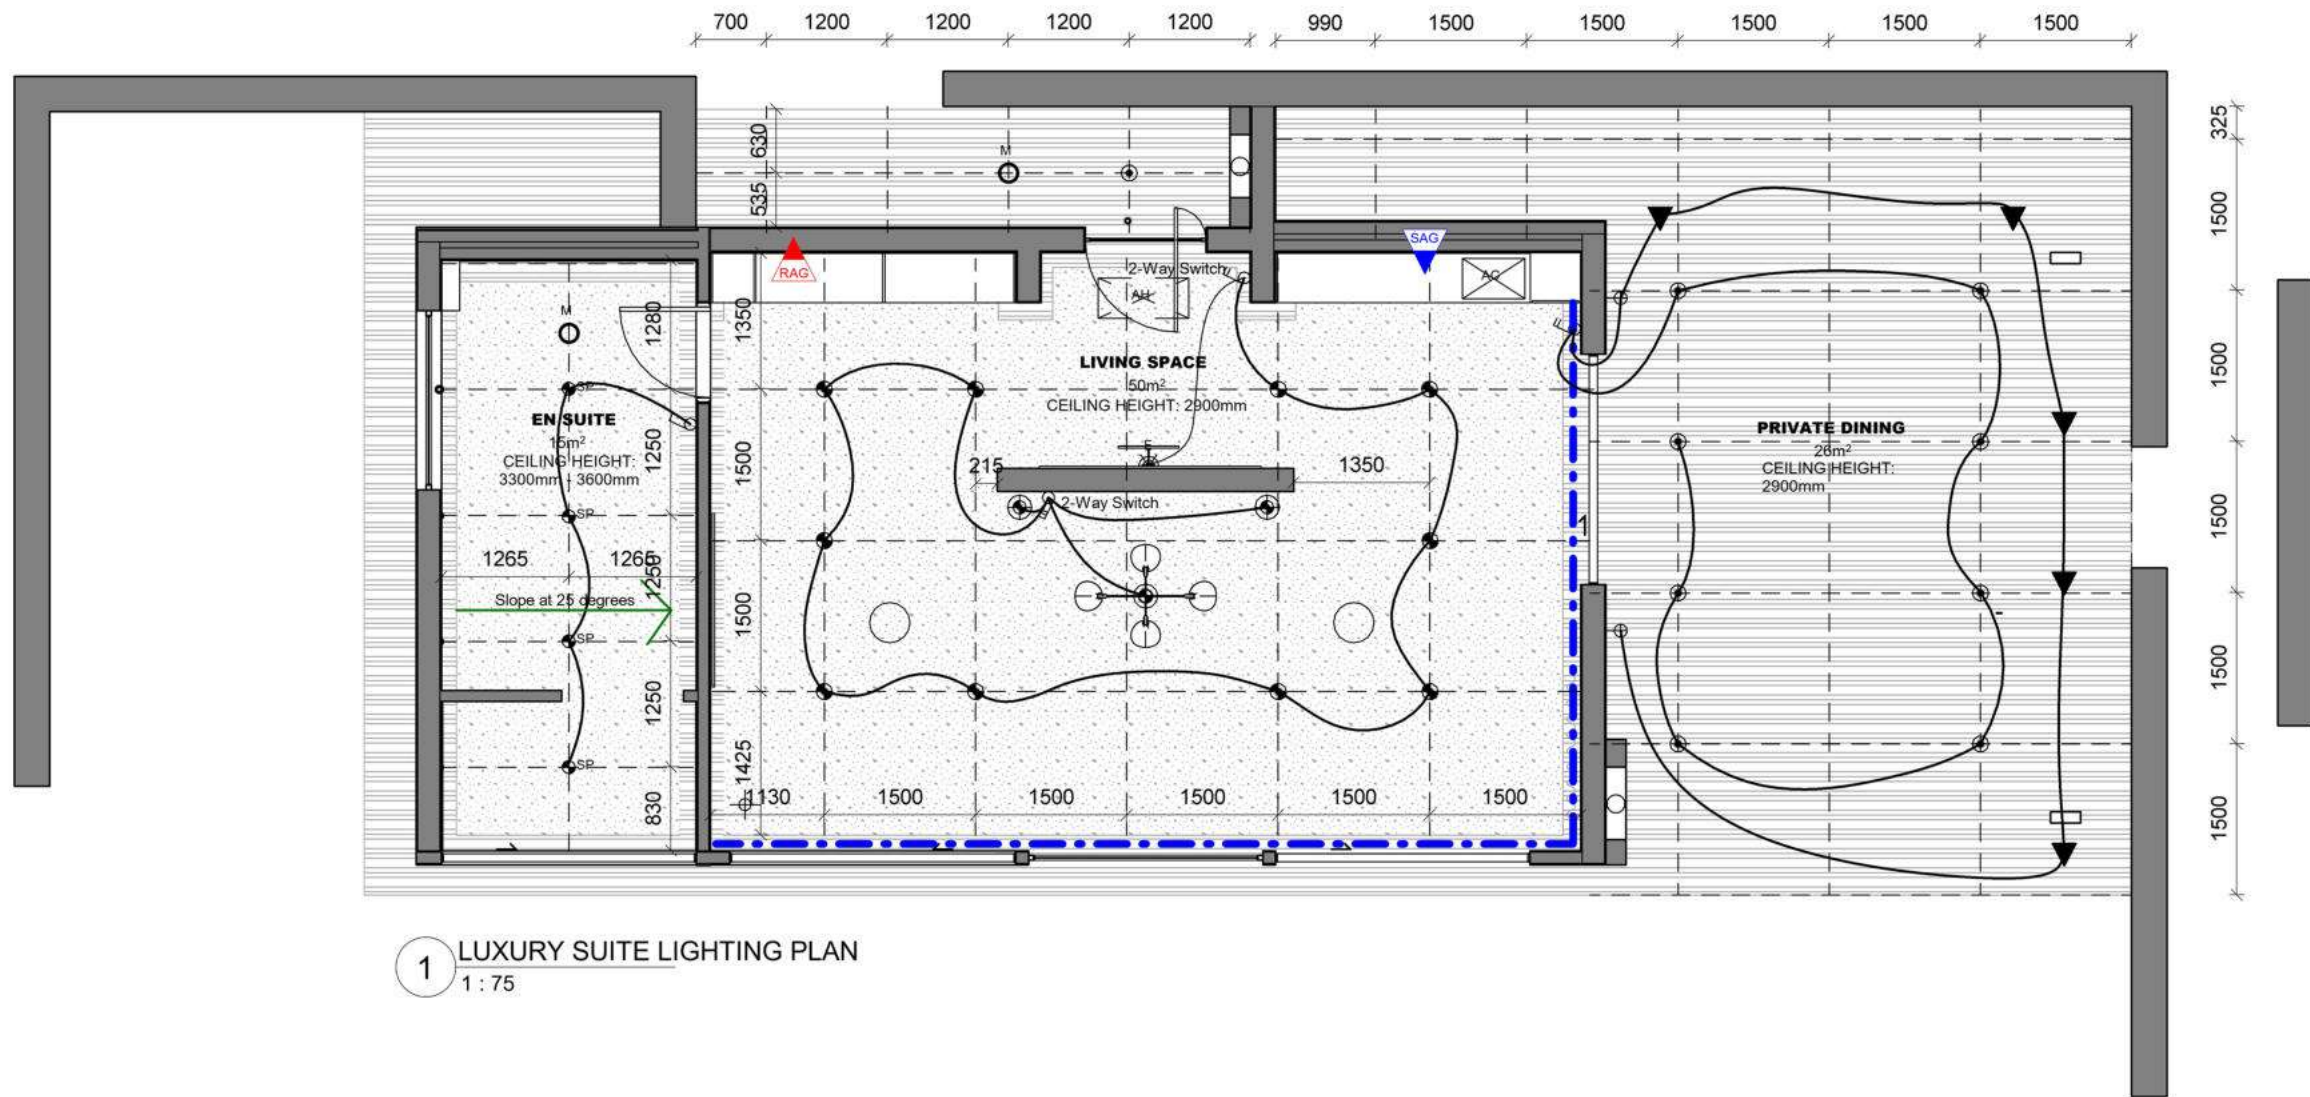 700 1200 1200 1200 1200 990 1500 1500 1500 1500 1500
325
630
M
535
1500
RAG
SAG
2-Way Switch
AH
AC
M
1280
1350
LIVING SPACE
50m²
CEILING HEIGHT: 2900mm
1500
SP
EN SUITE
15m²
CEILING HEIGHT:
3300mm - 3600mm
1250
PRIVATE DINING
26m²
CEILING HEIGHT:
2900mm
1500
215
1350
2-Way Switch
SP
1
1500
1265 1265
1250
Slope at 25 degrees
1500
SP
1500
1250
SP
1425
830
1130 1500 1500 1500 1500 1500
1500
1 LUXURY SUITE LIGHTING PLAN
1 : 75